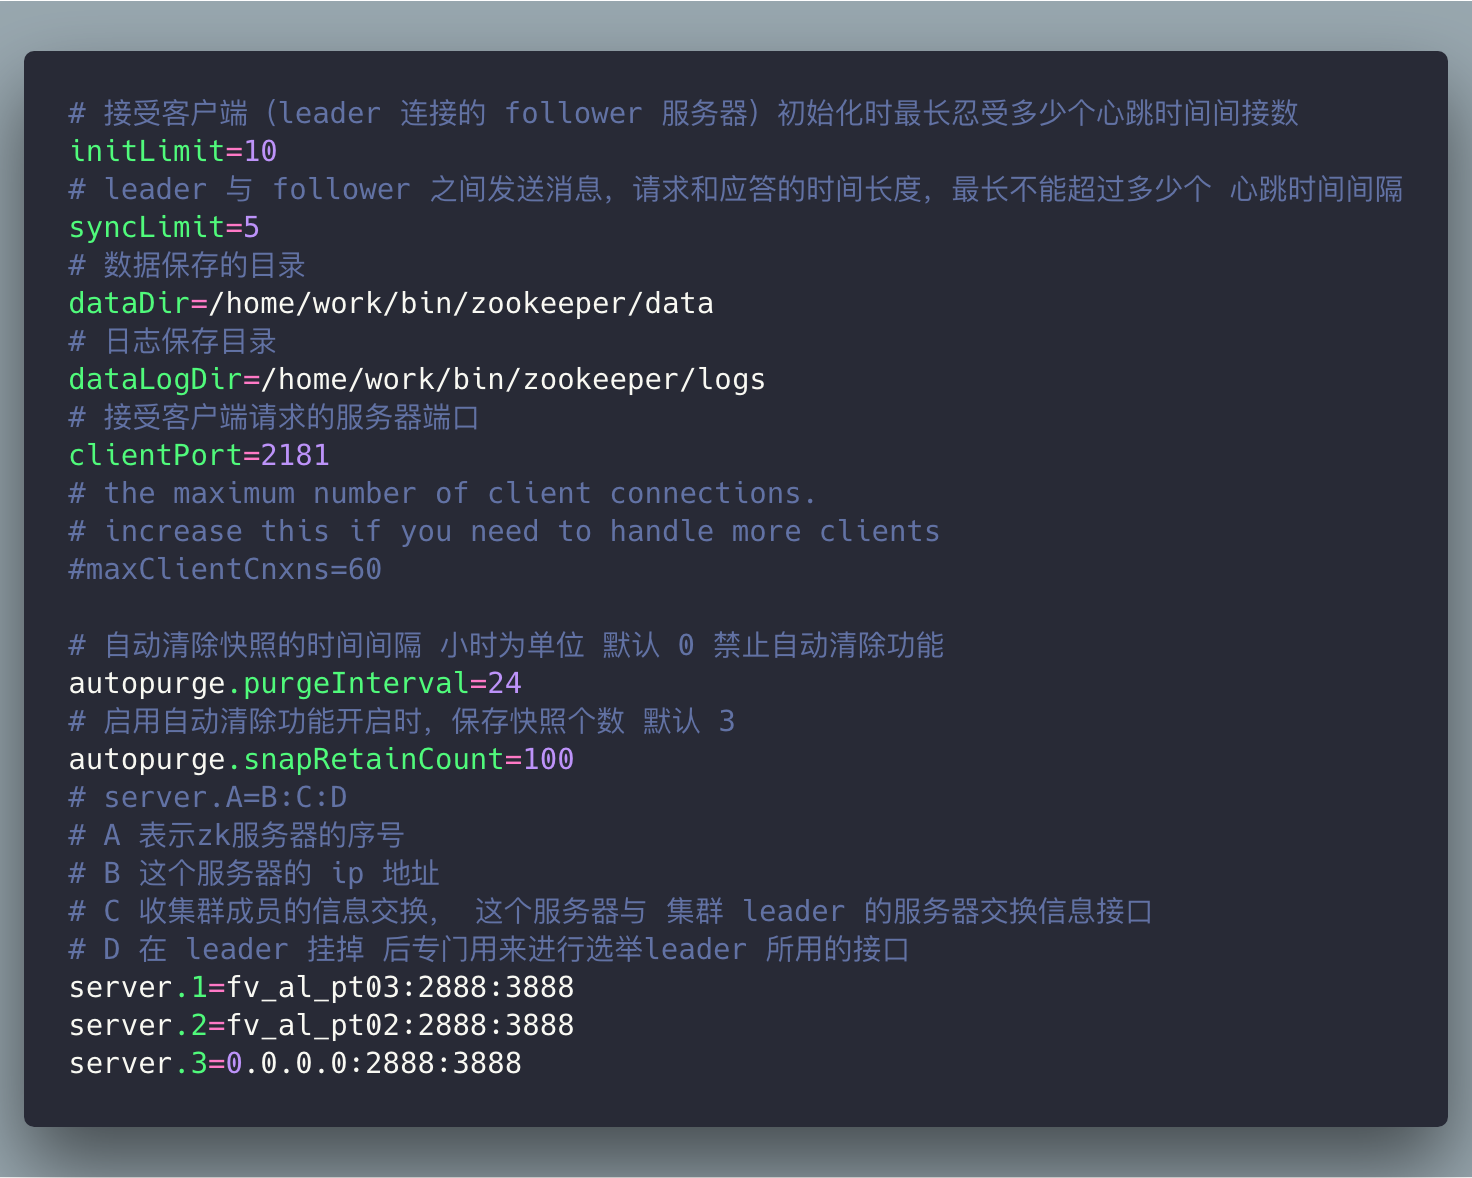 # 接受客户端（leader 连接的 follower 服务器）初始化时最长忍受多少个心跳时间间接数
initLimit=10
# leader 与 follower 之间发送消息，请求和应答的时间长度，最长不能超过多少个 心跳时间间隔
syncLimit=5
# 数据保存的目录
dataDir=/home/work/bin/zookeeper/data
# 日志保存目录
dataLogDir=/home/work/bin/zookeeper/logs
# 接受客户端请求的服务器端口
clientPort=2181
# the maximum number of client connections.
# increase this if you need to handle more clients
#maxClientCnxns=60
# 自动清除快照的时间间隔 小时为单位 默认 0 禁止自动清除功能
autopurge.purgeInterval=24
# 启用自动清除功能开启时，保存快照个数 默认 3
autopurge.snapRetainCount=100
# server.A=B:C:D
# A 表示zk服务器的序号
# B 这个服务器的 ip 地址
# C 收集群成员的信息交换， 这个服务器与 集群 leader 的服务器交换信息接口
# D 在 leader 挂掉 后专门用来进行选举leader 所用的接口
server.1=fv_al_pt03:2888:3888
server.2=fv_al_pt02:2888:3888
server.3=0.0.0.0:2888:3888